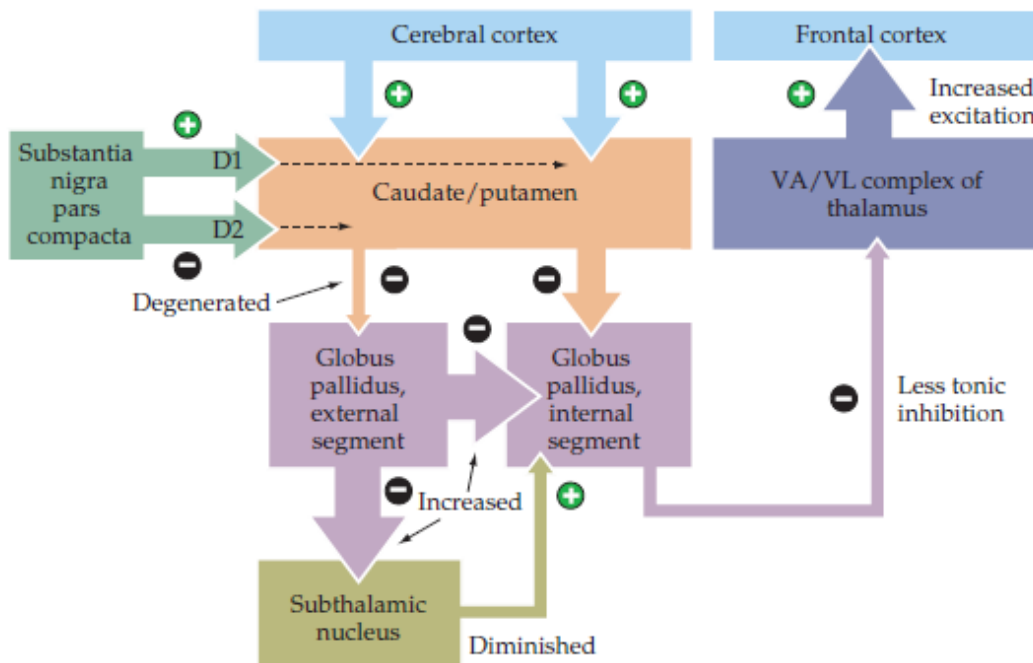 Cerebral cortex
Frontal cortex
+
+
+
Increased
excitation
+
Substantia
nigra
pars
compacta
D1
D2
−
Caudate/putamen
VA/VL complex of
thalamus
Degenerated
−
−
−
Globus
pallidus,
external
segment
Globus
pallidus,
internal
segment
−
Less tonic
inhibition
−
Increased
+
Subthalamic
nucleus
Diminished